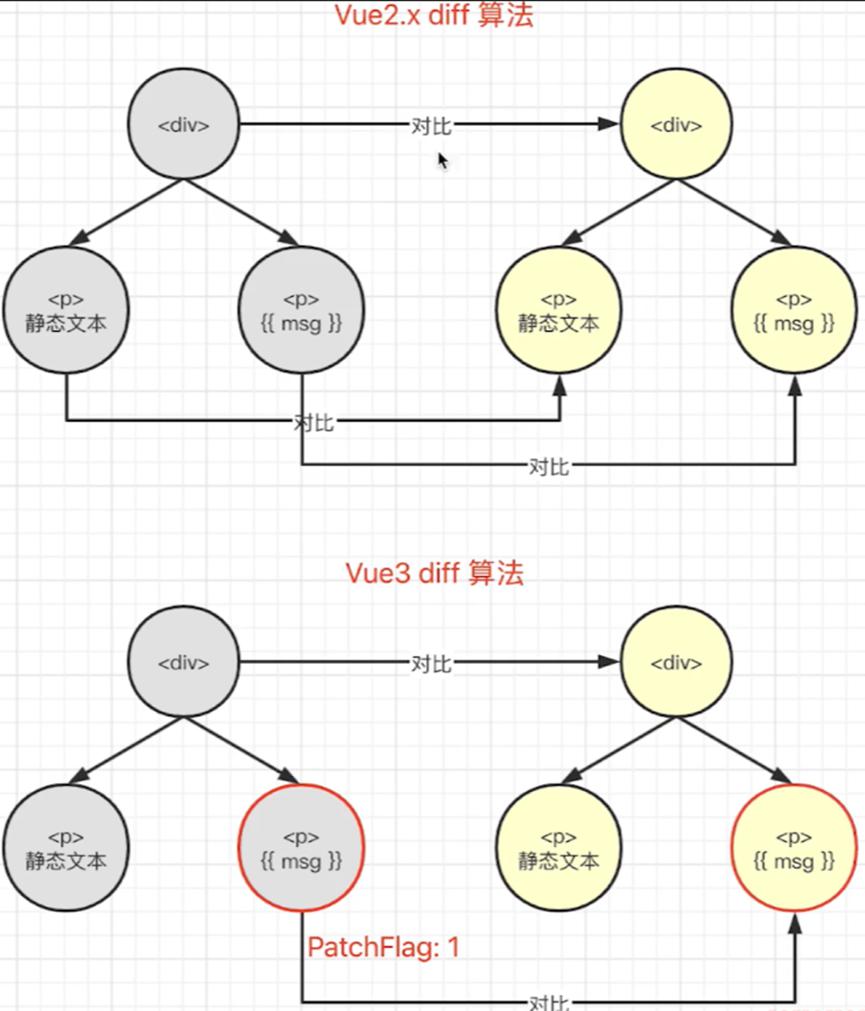 Vue2.x diff 算法
<div>
对比
<div>
<p>
静态文本
<p>
{{ msg }}
<p>
静态文本
<p>
{{ msg }}
对比
对比
Vue3 diff 算法
<div>
对比
<div>
<p>
静态文本
<p>
{{ msg }}
<p>
静态文本
<p>
{{ msg }}
PatchFlag: 1
对比